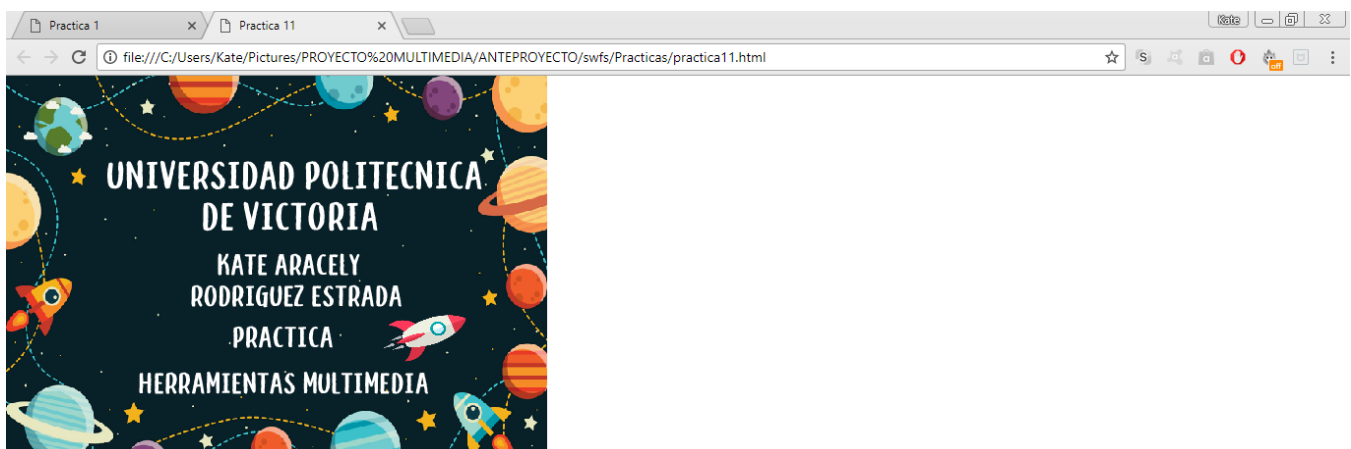 Practica 1
Practica 11
Kate
file:///C:/Users/Kate/Pictures/PROYECTO%20MULTIMEDIA/ANTEPROYECTO/swfs/Practicas/practica11.html
S
off
UNIVERSIDAD POLITECNICA
DE VICTORIA
KATE ARACELY
RODRIGUEZ ESTRADA
PRACTICA
HERRAMIENTAS MULTIMEDIA